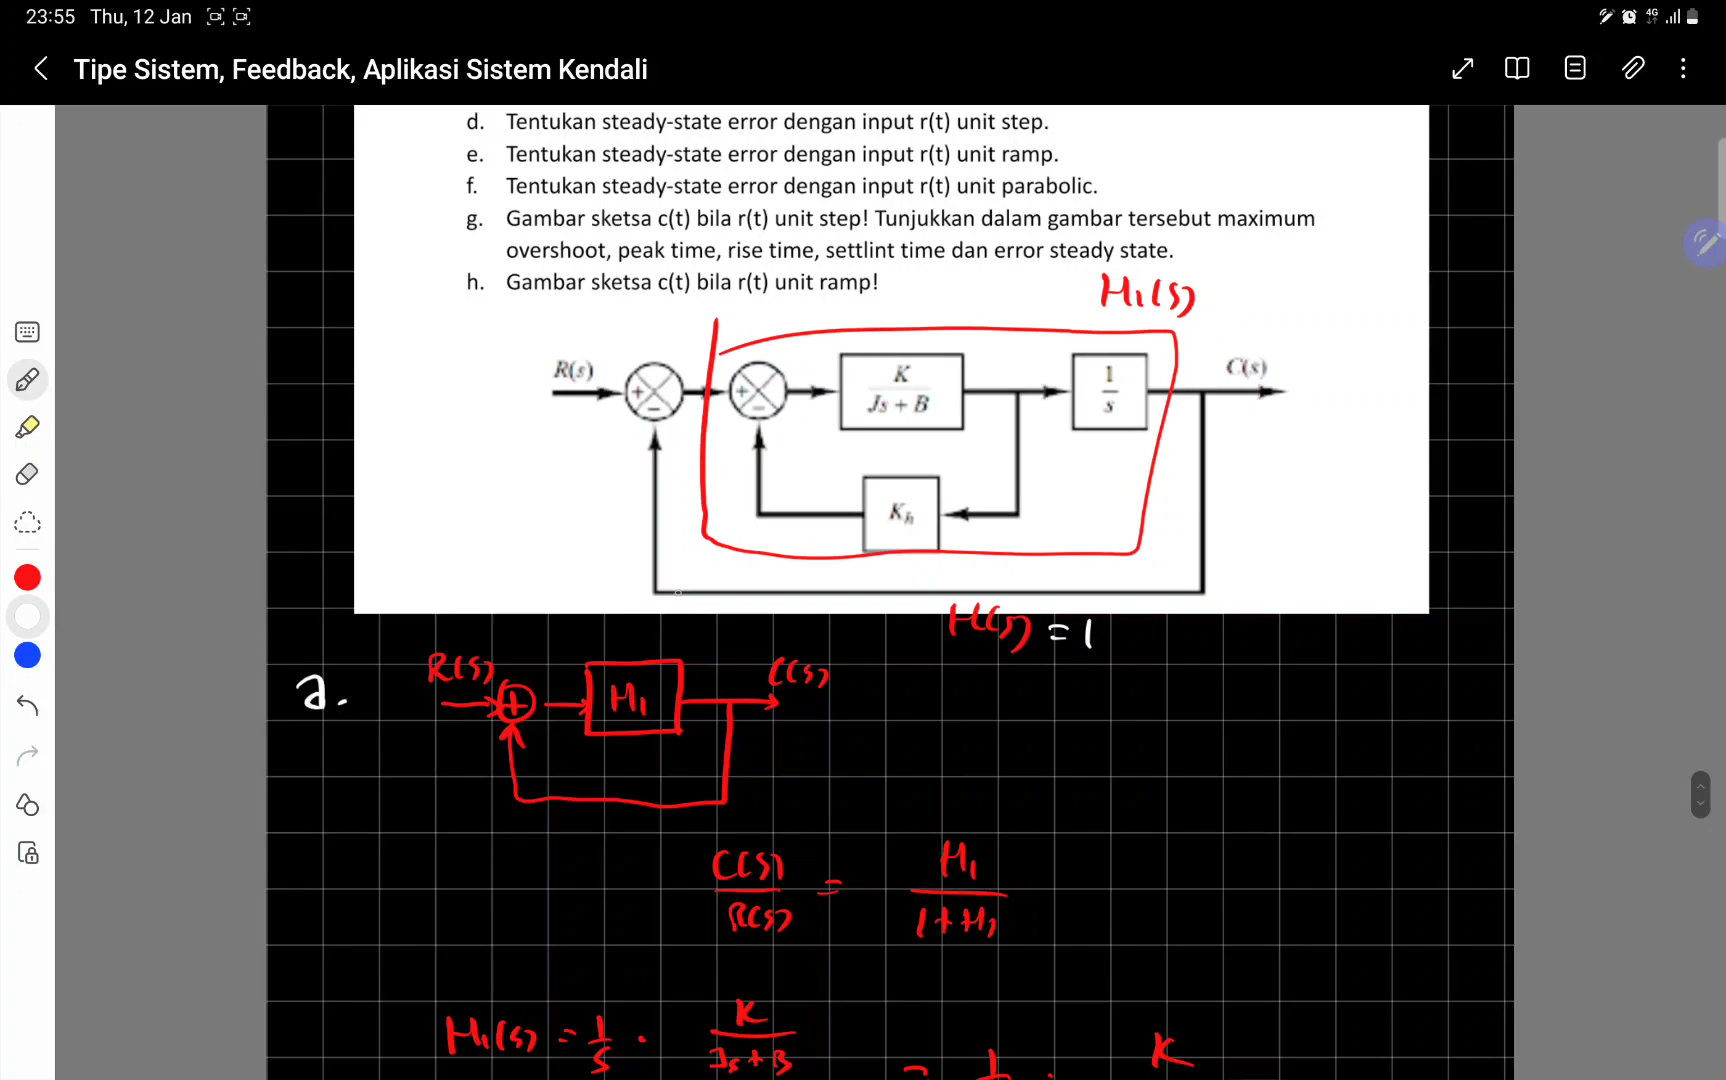 23:55 Thu, 12 Jan
4G
Tipe Sistem, Feedback, Aplikasi Sistem Kendali
d. Tentukan steady-state error dengan input r(t) unit step.
e. Tentukan steady-state error dengan input r(t) unit ramp.
f. Tentukan steady-state error dengan input r(t) unit parabolic.
g. Gambar sketsa c(t) bila r(t) unit step! Tunjukkan dalam gambar tersebut maximum
overshoot, peak time, rise time, settlint time dan error steady state.
h. Gambar sketsa c(t) bila r(t) unit ramp!
H₁(s)
R(s) + − + − K / Js + B 1 / s C(s)
Kh
H(s) = 1
a. R(s) + H₁ C(s)
C(s) / R(s) = H₁ / 1 + H₁
H₁(s) = 1 / s · K / Js + B = 1 · K